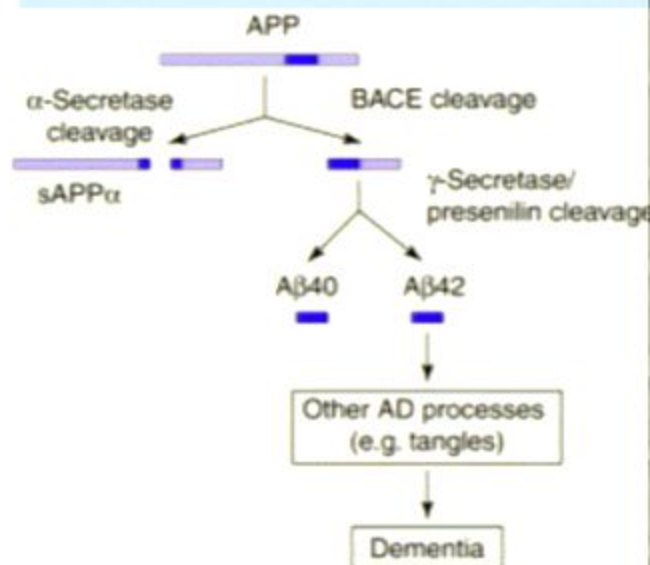 APP
α-Secretase
cleavage
BACE cleavage
sAPPα
γ-Secretase/
presenilin cleavage
Aβ40
Aβ42
Other AD processes
(e.g. tangles)
Dementia